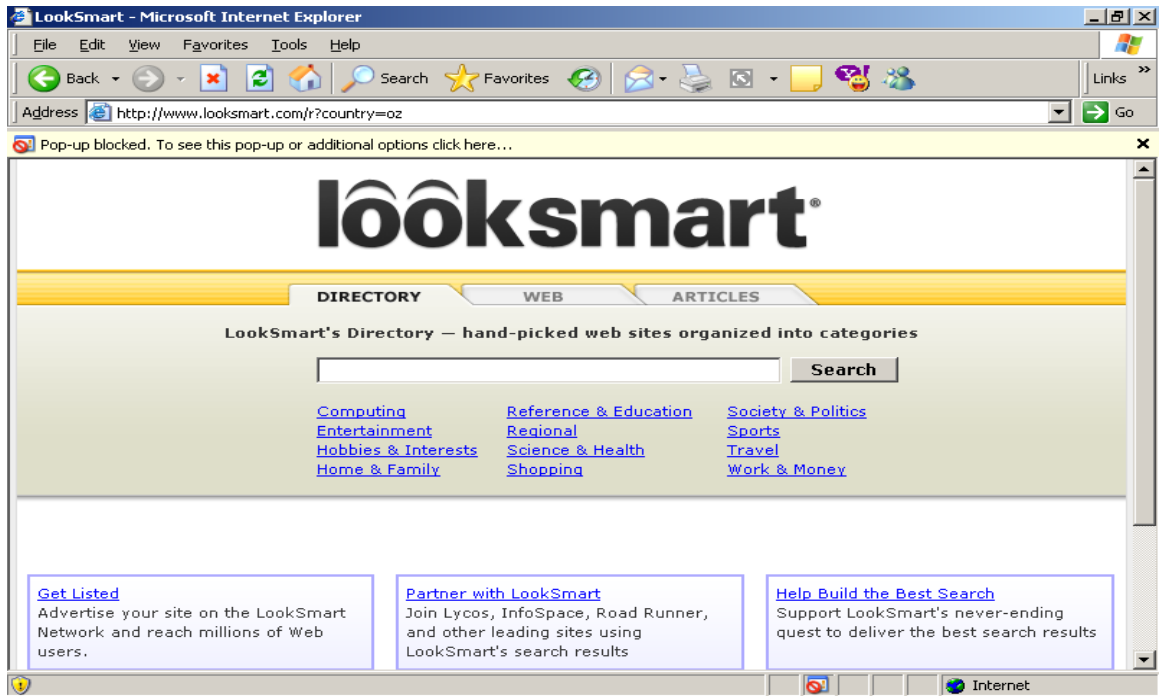 LookSmart - Microsoft Internet Explorer
File Edit View Favorites Tools Help
Back Search Favorites Links »
Address http://www.looksmart.com/r?country=oz Go
Pop-up blocked. To see this pop-up or additional options click here...
looksmart®
DIRECTORY WEB ARTICLES
LookSmart's Directory — hand-picked web sites organized into categories
Search
Computing Reference & Education Society & Politics
Entertainment Regional Sports
Hobbies & Interests Science & Health Travel
Home & Family Shopping Work & Money
Get Listed
Advertise your site on the LookSmart
Network and reach millions of Web
users.
Partner with LookSmart
Join Lycos, InfoSpace, Road Runner,
and other leading sites using
LookSmart's search results
Help Build the Best Search
Support LookSmart's never-ending
quest to deliver the best search results
Internet